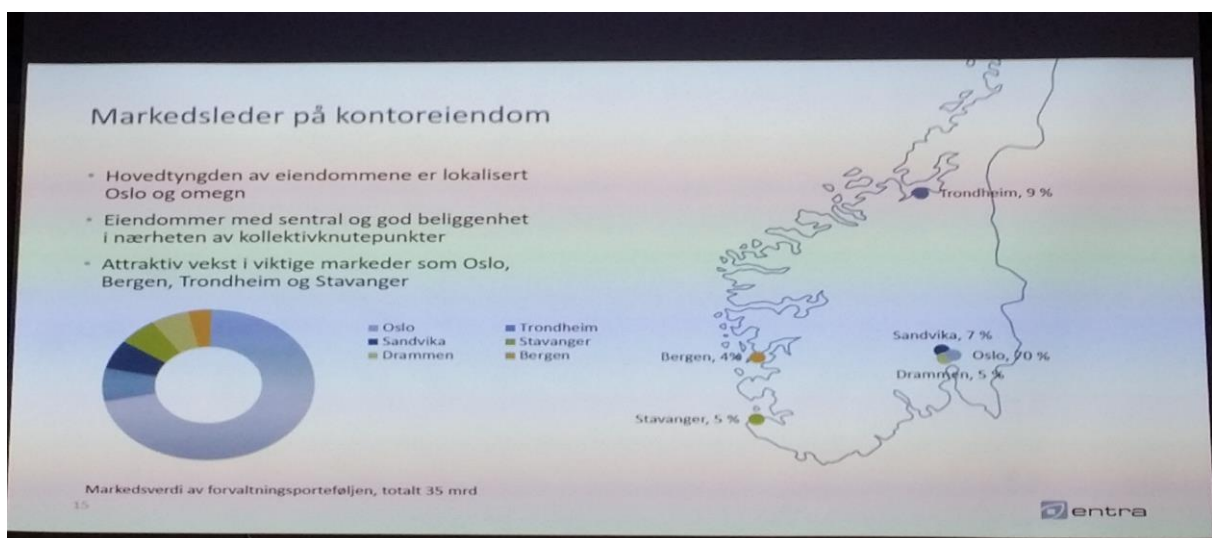 Markedsleder på kontoreiendom
• Hovedtyngden av eiendommene er lokalisert
Oslo og omegn
• Eiendommer med sentral og god beliggenhet
i nærheten av kollektivknutepunkter
• Attraktiv vekst i viktige markeder som Oslo,
Bergen, Trondheim og Stavanger
Oslo
Trondheim
Sandvika
Stavanger
Drammen
Bergen
Trondheim, 9 %
Sandvika, 7 %
Oslo, 70 %
Drammen, 5 %
Bergen, 4%
Stavanger, 5 %
Markedsverdi av forvaltningsporteføljen, totalt 35 mrd
15
entra